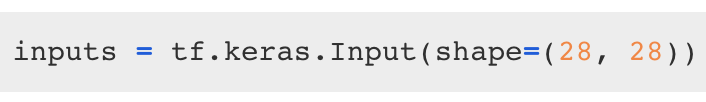 inputs = tf.keras.Input(shape=(28, 28))